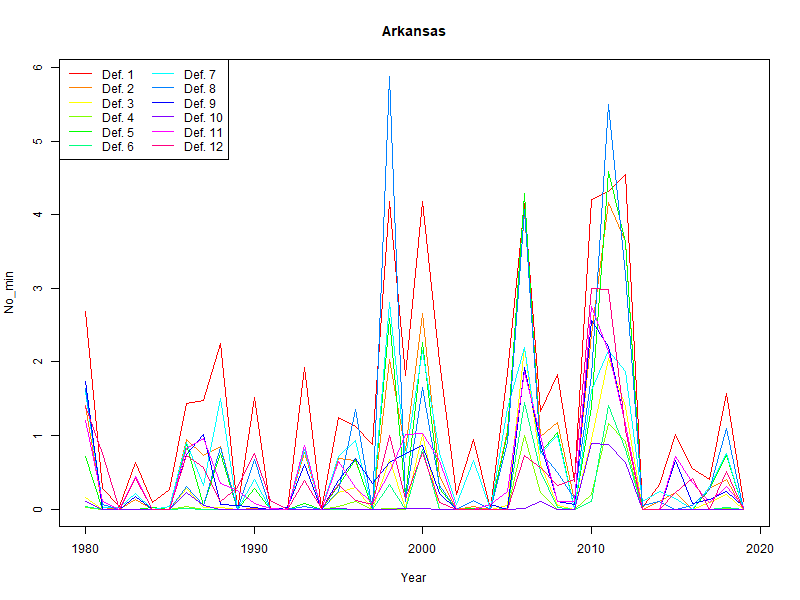 Arkansas
6
5
4
3
2
1
0
No_min
Def. 1 Def. 7
Def. 2 Def. 8
Def. 3 Def. 9
Def. 4 Def. 10
Def. 5 Def. 11
Def. 6 Def. 12
1980 1990 2000 2010 2020
Year